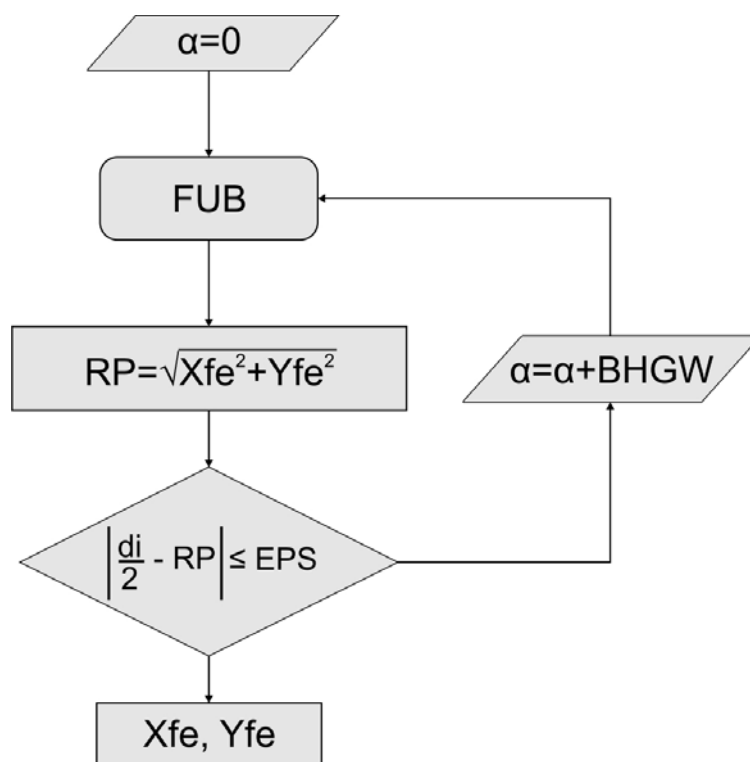 α=0
FUB
RP=√Xfe²+Yfe²
α=α+BHGW
|di/2 - RP| ≤ EPS
Xfe, Yfe